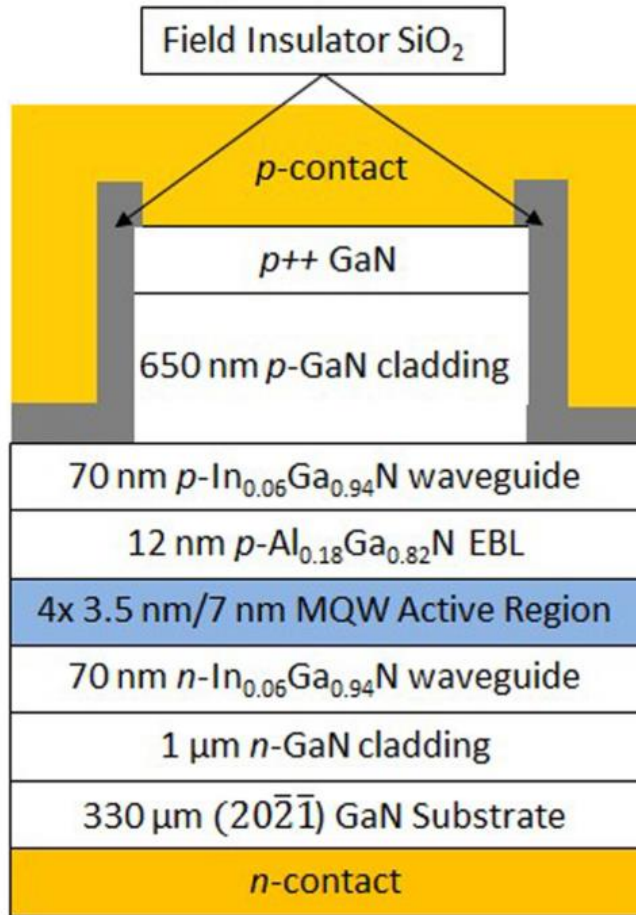 Field Insulator SiO₂
p-contact
p++ GaN
650 nm p-GaN cladding
70 nm p-In₀.₀₆Ga₀.₉₄N waveguide
12 nm p-Al₀.₁₈Ga₀.₈₂N EBL
4x 3.5 nm/7 nm MQW Active Region
70 nm n-In₀.₀₆Ga₀.₉₄N waveguide
1 μm n-GaN cladding
330 μm (202̅1̅) GaN Substrate
n-contact